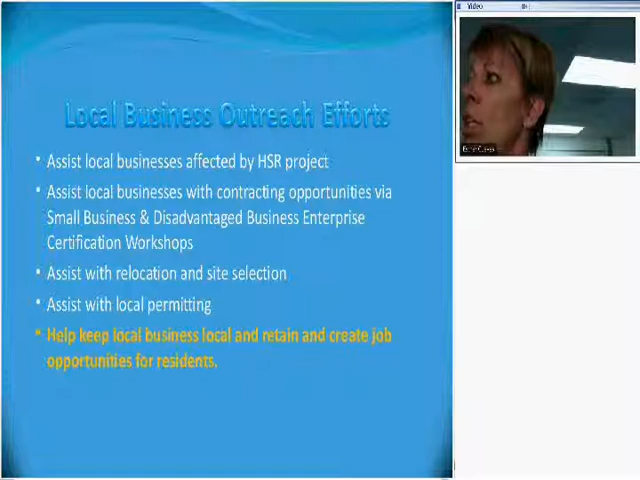 Video
Local Business Outreach Efforts
• Assist local businesses affected by HSR project
• Assist local businesses with contracting opportunities via
Small Business & Disadvantaged Business Enterprise
Certification Workshops
• Assist with relocation and site selection
• Assist with local permitting
• Help keep local business local and retain and create job
opportunities for residents.